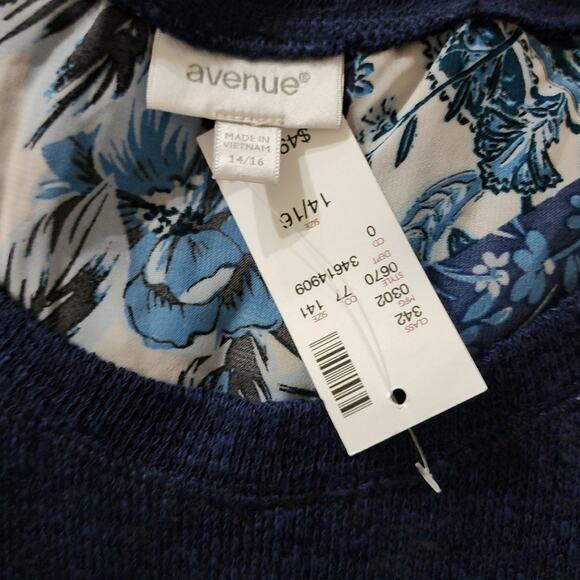 avenue®
MADE IN
VIETNAM
14/16
14/16
SIZE
CLASS
342
MFG
0302
STYLE
0670
DEPT
0
CD
34614909
CO
77
SIZE
141